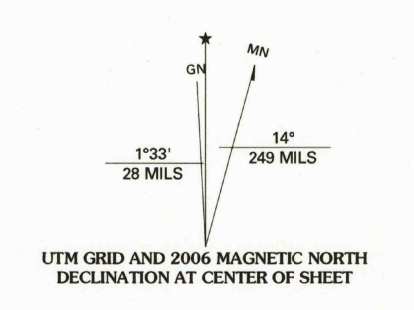 MN
GN
1°33'
28 MILS
14°
249 MILS
UTM GRID AND 2006 MAGNETIC NORTH
DECLINATION AT CENTER OF SHEET